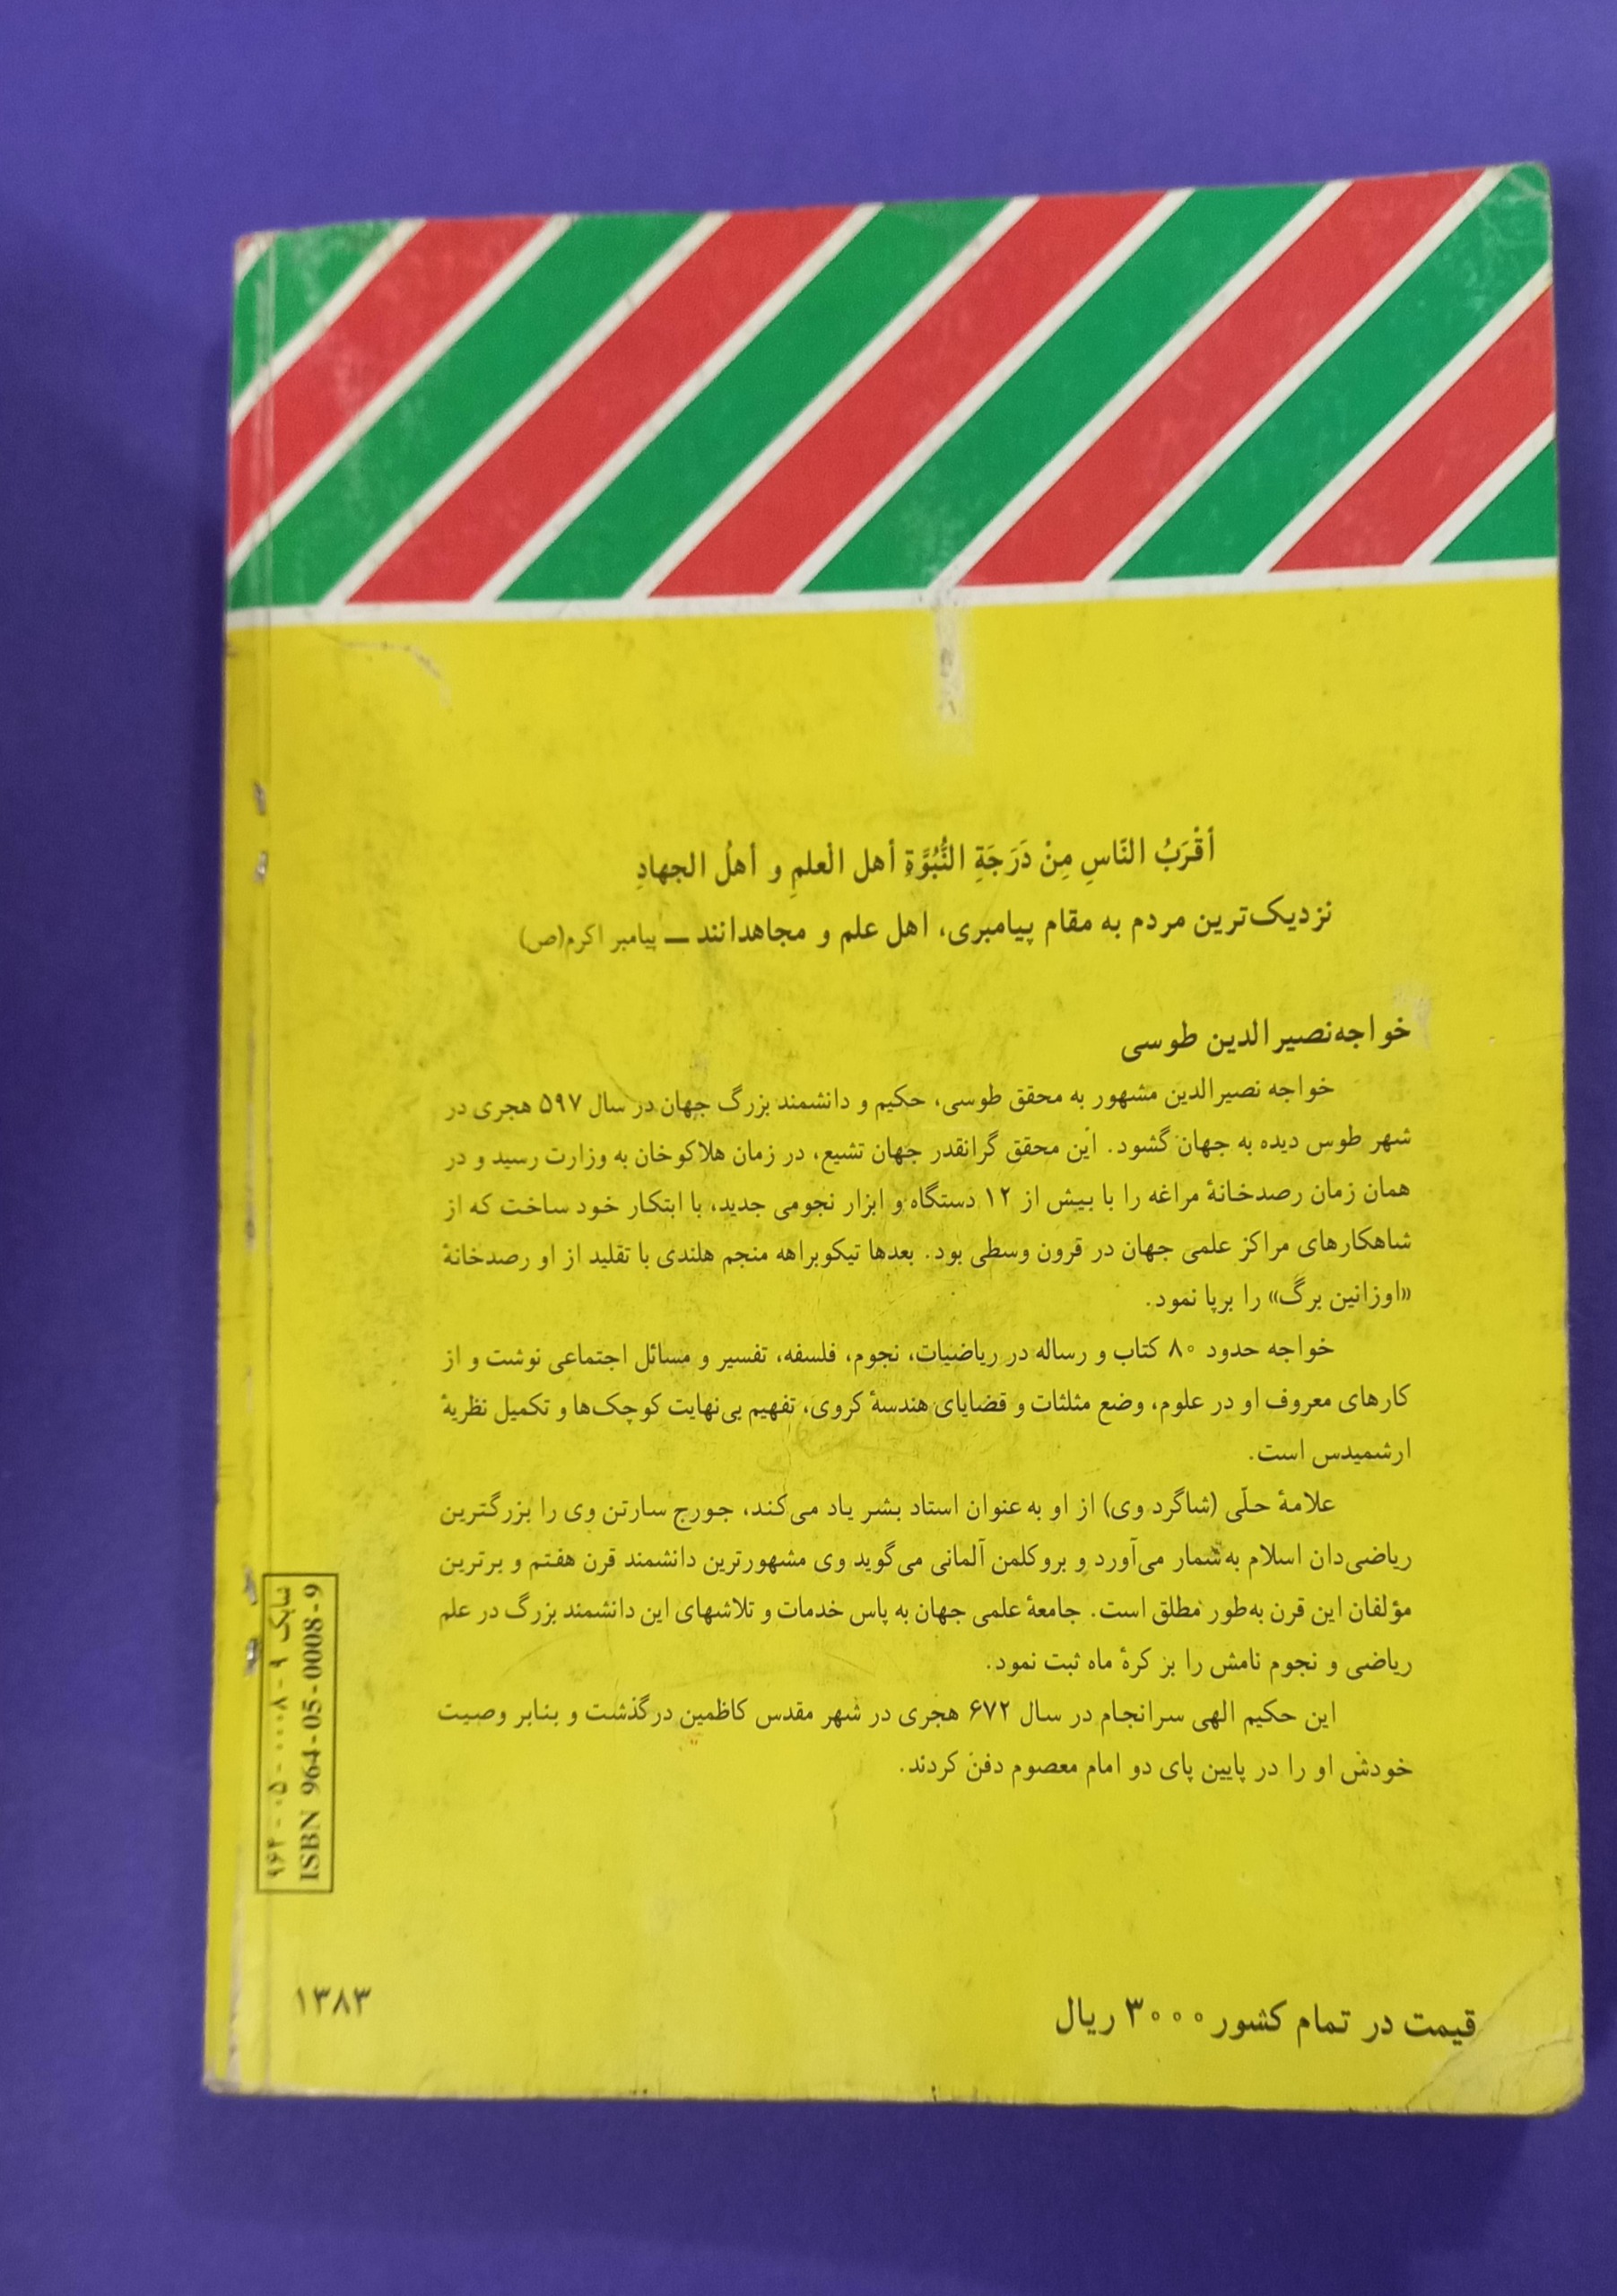 أقْرَبُ النّاسِ مِنْ دَرَجَةِ النُّبُوَّةِ أهل الْعلمِ و أهلُ الجهادِ
نزدیک‌ترین مردم به مقام پیامبری، اهل علم و مجاهدانند ــ پیامبر اکرم(ص)
خواجه‌نصیرالدین طوسی
خواجه نصیرالدین مشهور به محقق طوسی، حکیم و دانشمند بزرگ جهان در سال ۵۹۷ هجری در
شهر طوس دیده به جهان گشود. این محقق گرانقدر جهان تشیع، در زمان هلاکوخان به وزارت رسید و در
همان زمان رصدخانهٔ مراغه را با بیش از ۱۲ دستگاه و ابزار نجومی جدید، با ابتکار خود ساخت که از
شاهکارهای مراکز علمی جهان در قرون وسطی بود. بعدها تیکوبراهه منجم هلندی با تقلید از او رصدخانهٔ
«اوزانین برگ» را برپا نمود.
خواجه حدود ۸۰ کتاب و رساله در ریاضیات، نجوم، فلسفه، تفسیر و مسائل اجتماعی نوشت و از
کارهای معروف او در علوم، وضع مثلثات و قضایای هندسهٔ کروی، تفهیم بی‌نهایت کوچک‌ها و تکمیل نظریهٔ
ارشمیدس است.
علامهٔ حلّی (شاگرد وی) از او به عنوان استاد بشر یاد می‌کند، جورج سارتن وی را بزرگترین
ریاضی‌دان اسلام به‌شمار می‌آورد و بروکلمن آلمانی می‌گوید وی مشهورترین دانشمند قرن هفتم و برترین
مؤلفان این قرن به‌طور مطلق است. جامعهٔ علمی جهان به پاس خدمات و تلاشهای این دانشمند بزرگ در علم
ریاضی و نجوم نامش را بر کرهٔ ماه ثبت نمود.
این حکیم الهی سرانجام در سال ۶۷۲ هجری در شهر مقدس کاظمین درگذشت و بنابر وصیت
خودش او را در پایین پای دو امام معصوم دفن کردند.
شابک ۹-۰۰۰۸-۰۵-۹۶۴
ISBN 964-05-0008-9
قیمت در تمام کشور ۳۰۰۰ ریال
۱۳۸۳